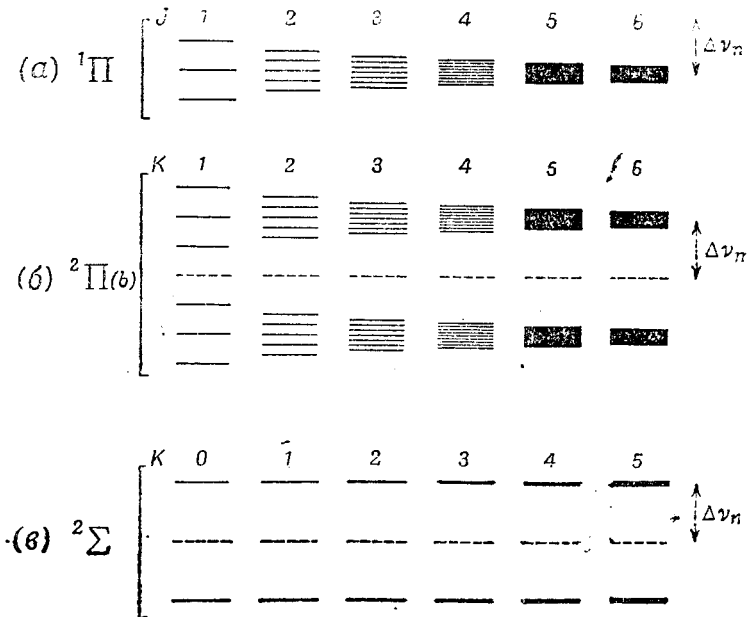 J 1 2 3 4 5 6
(а) ¹Π Δν_n
K 1 2 3 4 5 6
(б) ²Π(b) Δν_n
K 0 1 2 3 4 5
(в) ²Σ Δν_n